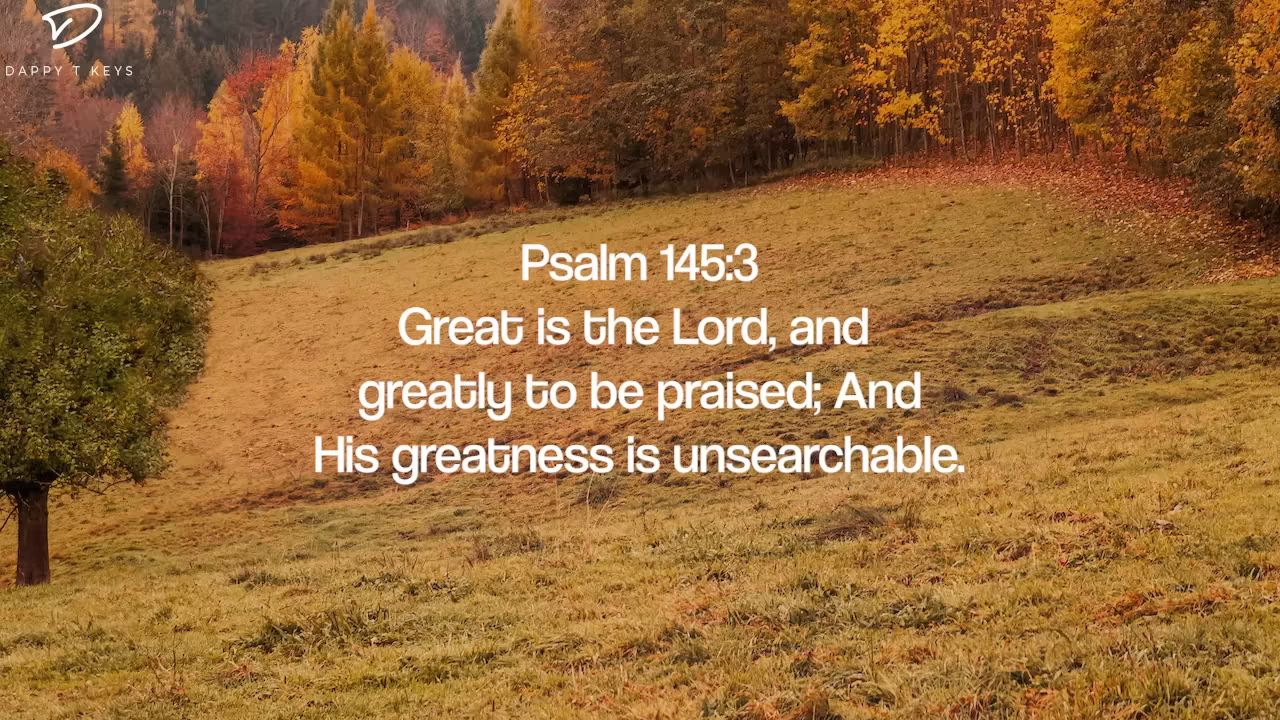 DAPPY T KEYS
Psalm 145:3
Great is the Lord, and
greatly to be praised; And
His greatness is unsearchable.